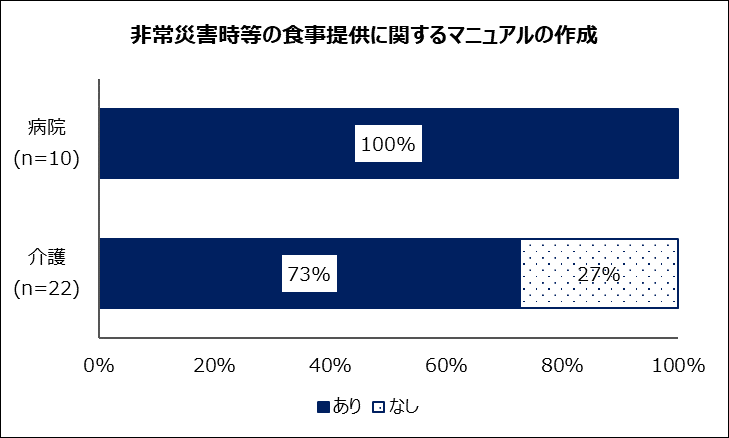 非常災害時等の食事提供に関するマニュアルの作成
病院
(n=10)
100%
介護
(n=22)
73%
27%
0%
20%
40%
60%
80%
100%
あり
なし